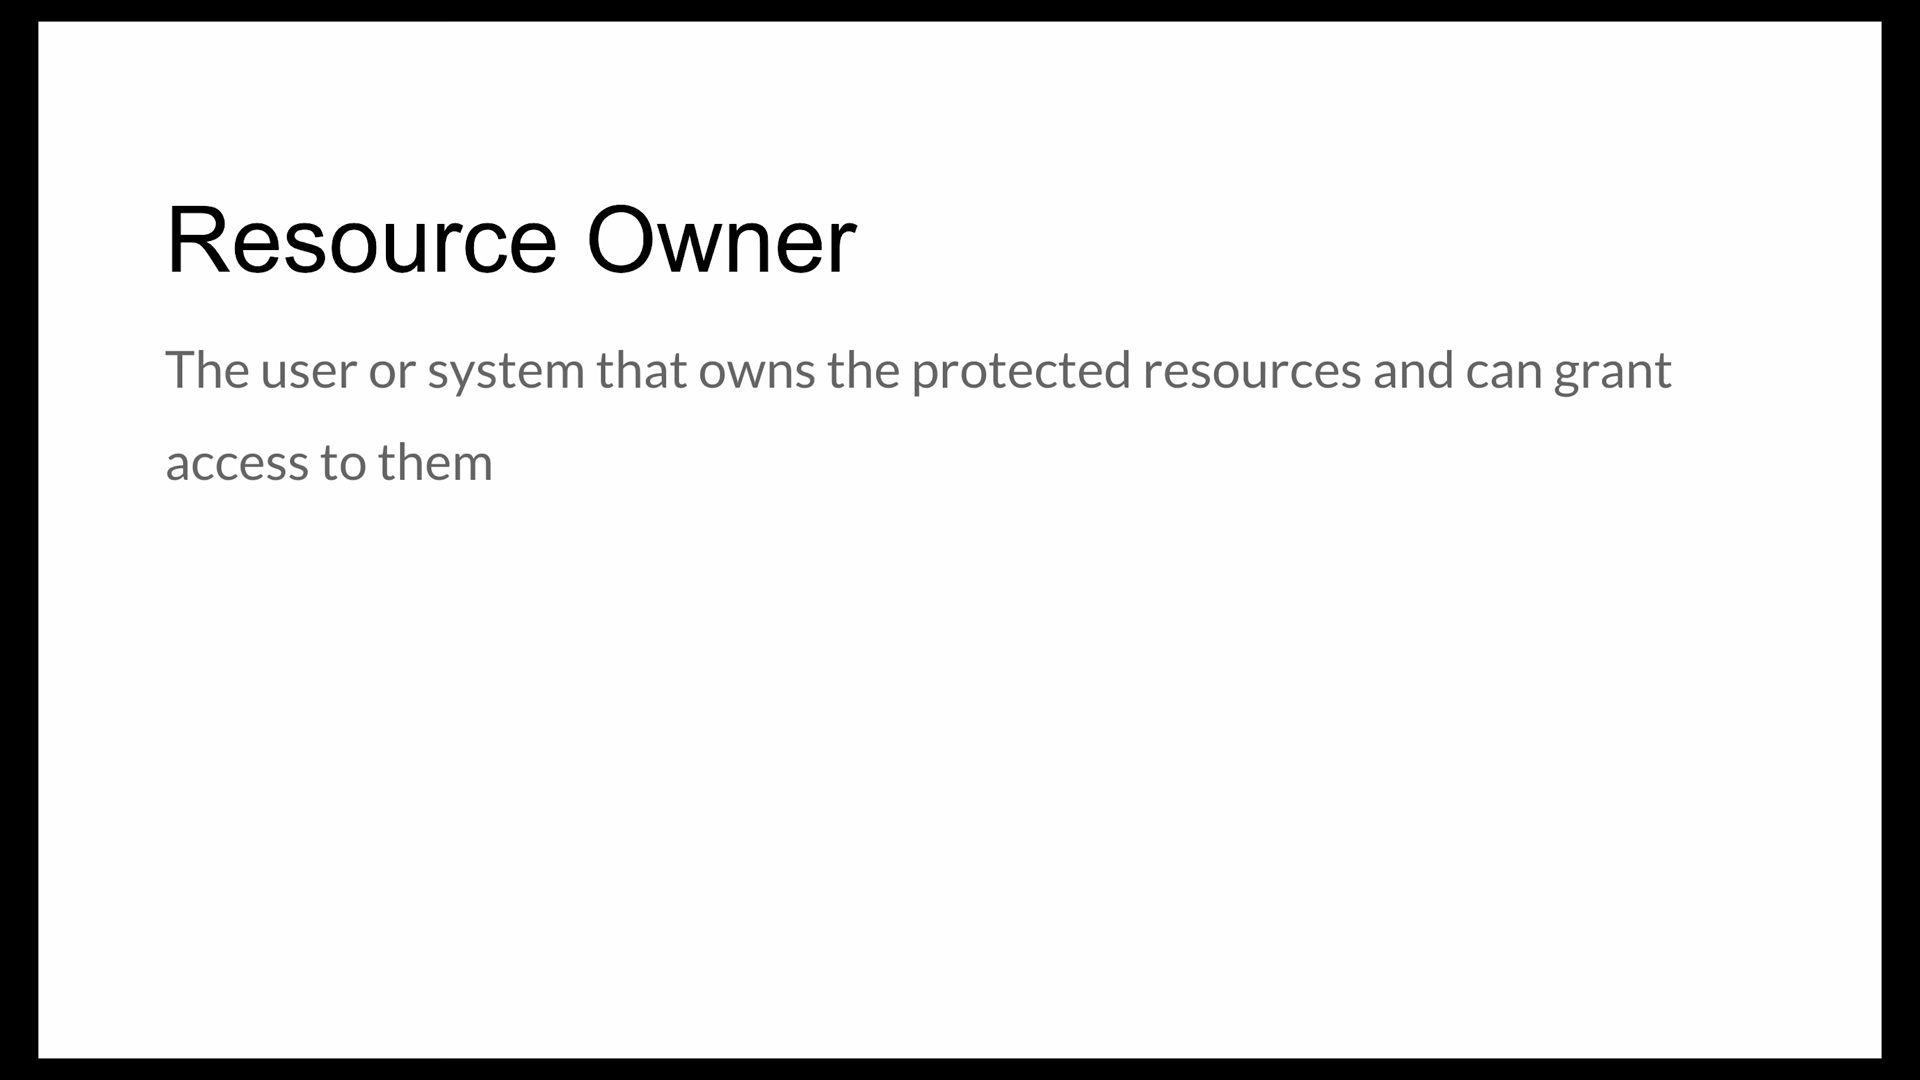 Resource Owner
The user or system that owns the protected resources and can grant
access to them